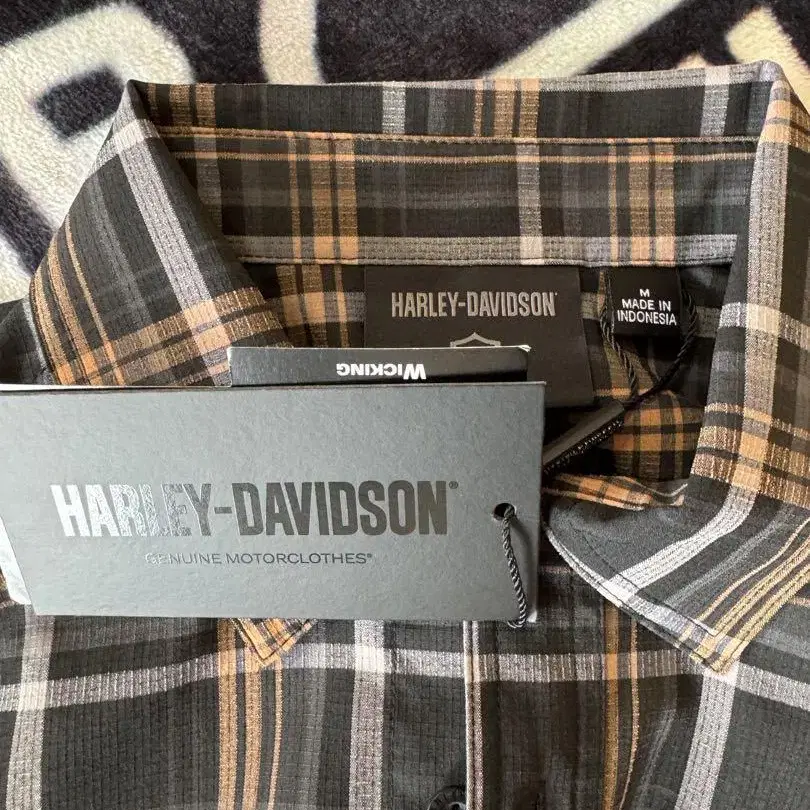 HARLEY-DAVIDSON
M
MADE IN
INDONESIA
WICKING
HARLEY-DAVIDSON®
GENUINE MOTORCLOTHES®